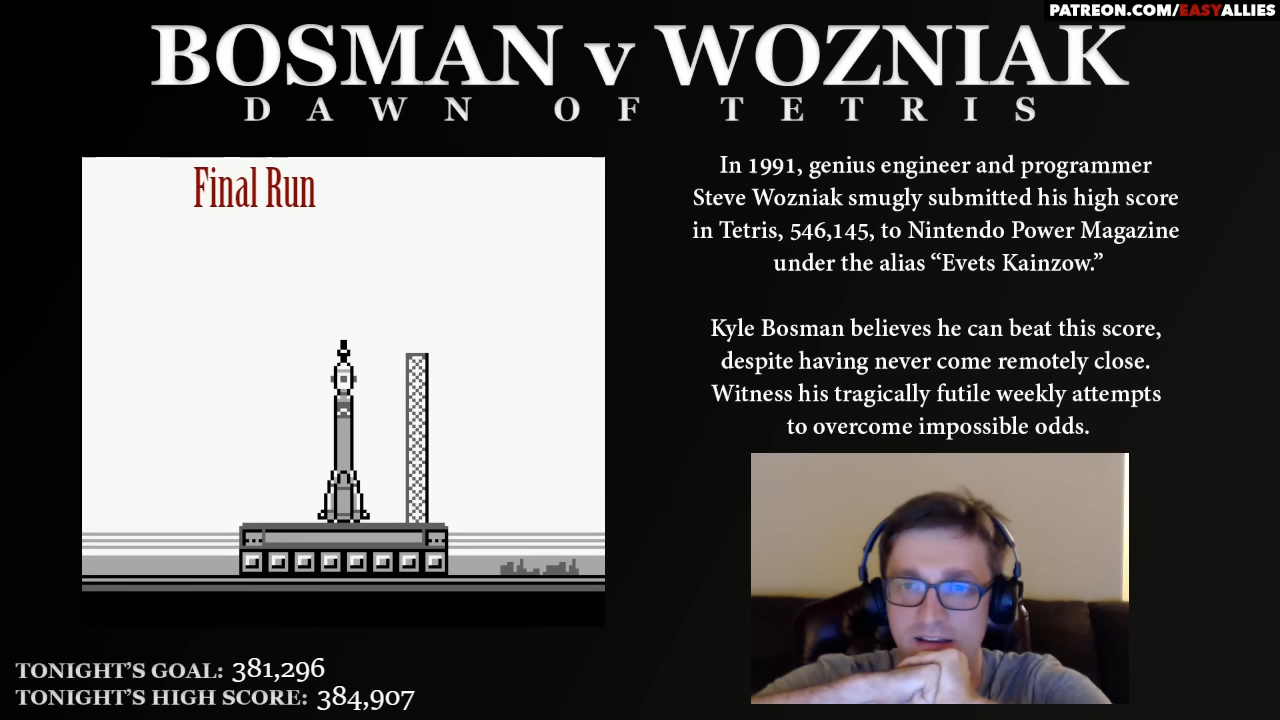 PATREON.COM/EASYALLIES
BOSMAN v WOZNIAK
DAWN OF TETRIS
Final Run
In 1991, genius engineer and programmer
Steve Wozniak smugly submitted his high score
in Tetris, 546,145, to Nintendo Power Magazine
under the alias “Evets Kainzow.”
Kyle Bosman believes he can beat this score,
despite having never come remotely close.
Witness his tragically futile weekly attempts
to overcome impossible odds.
TONIGHT’S GOAL: 381,296
TONIGHT’S HIGH SCORE: 384,907